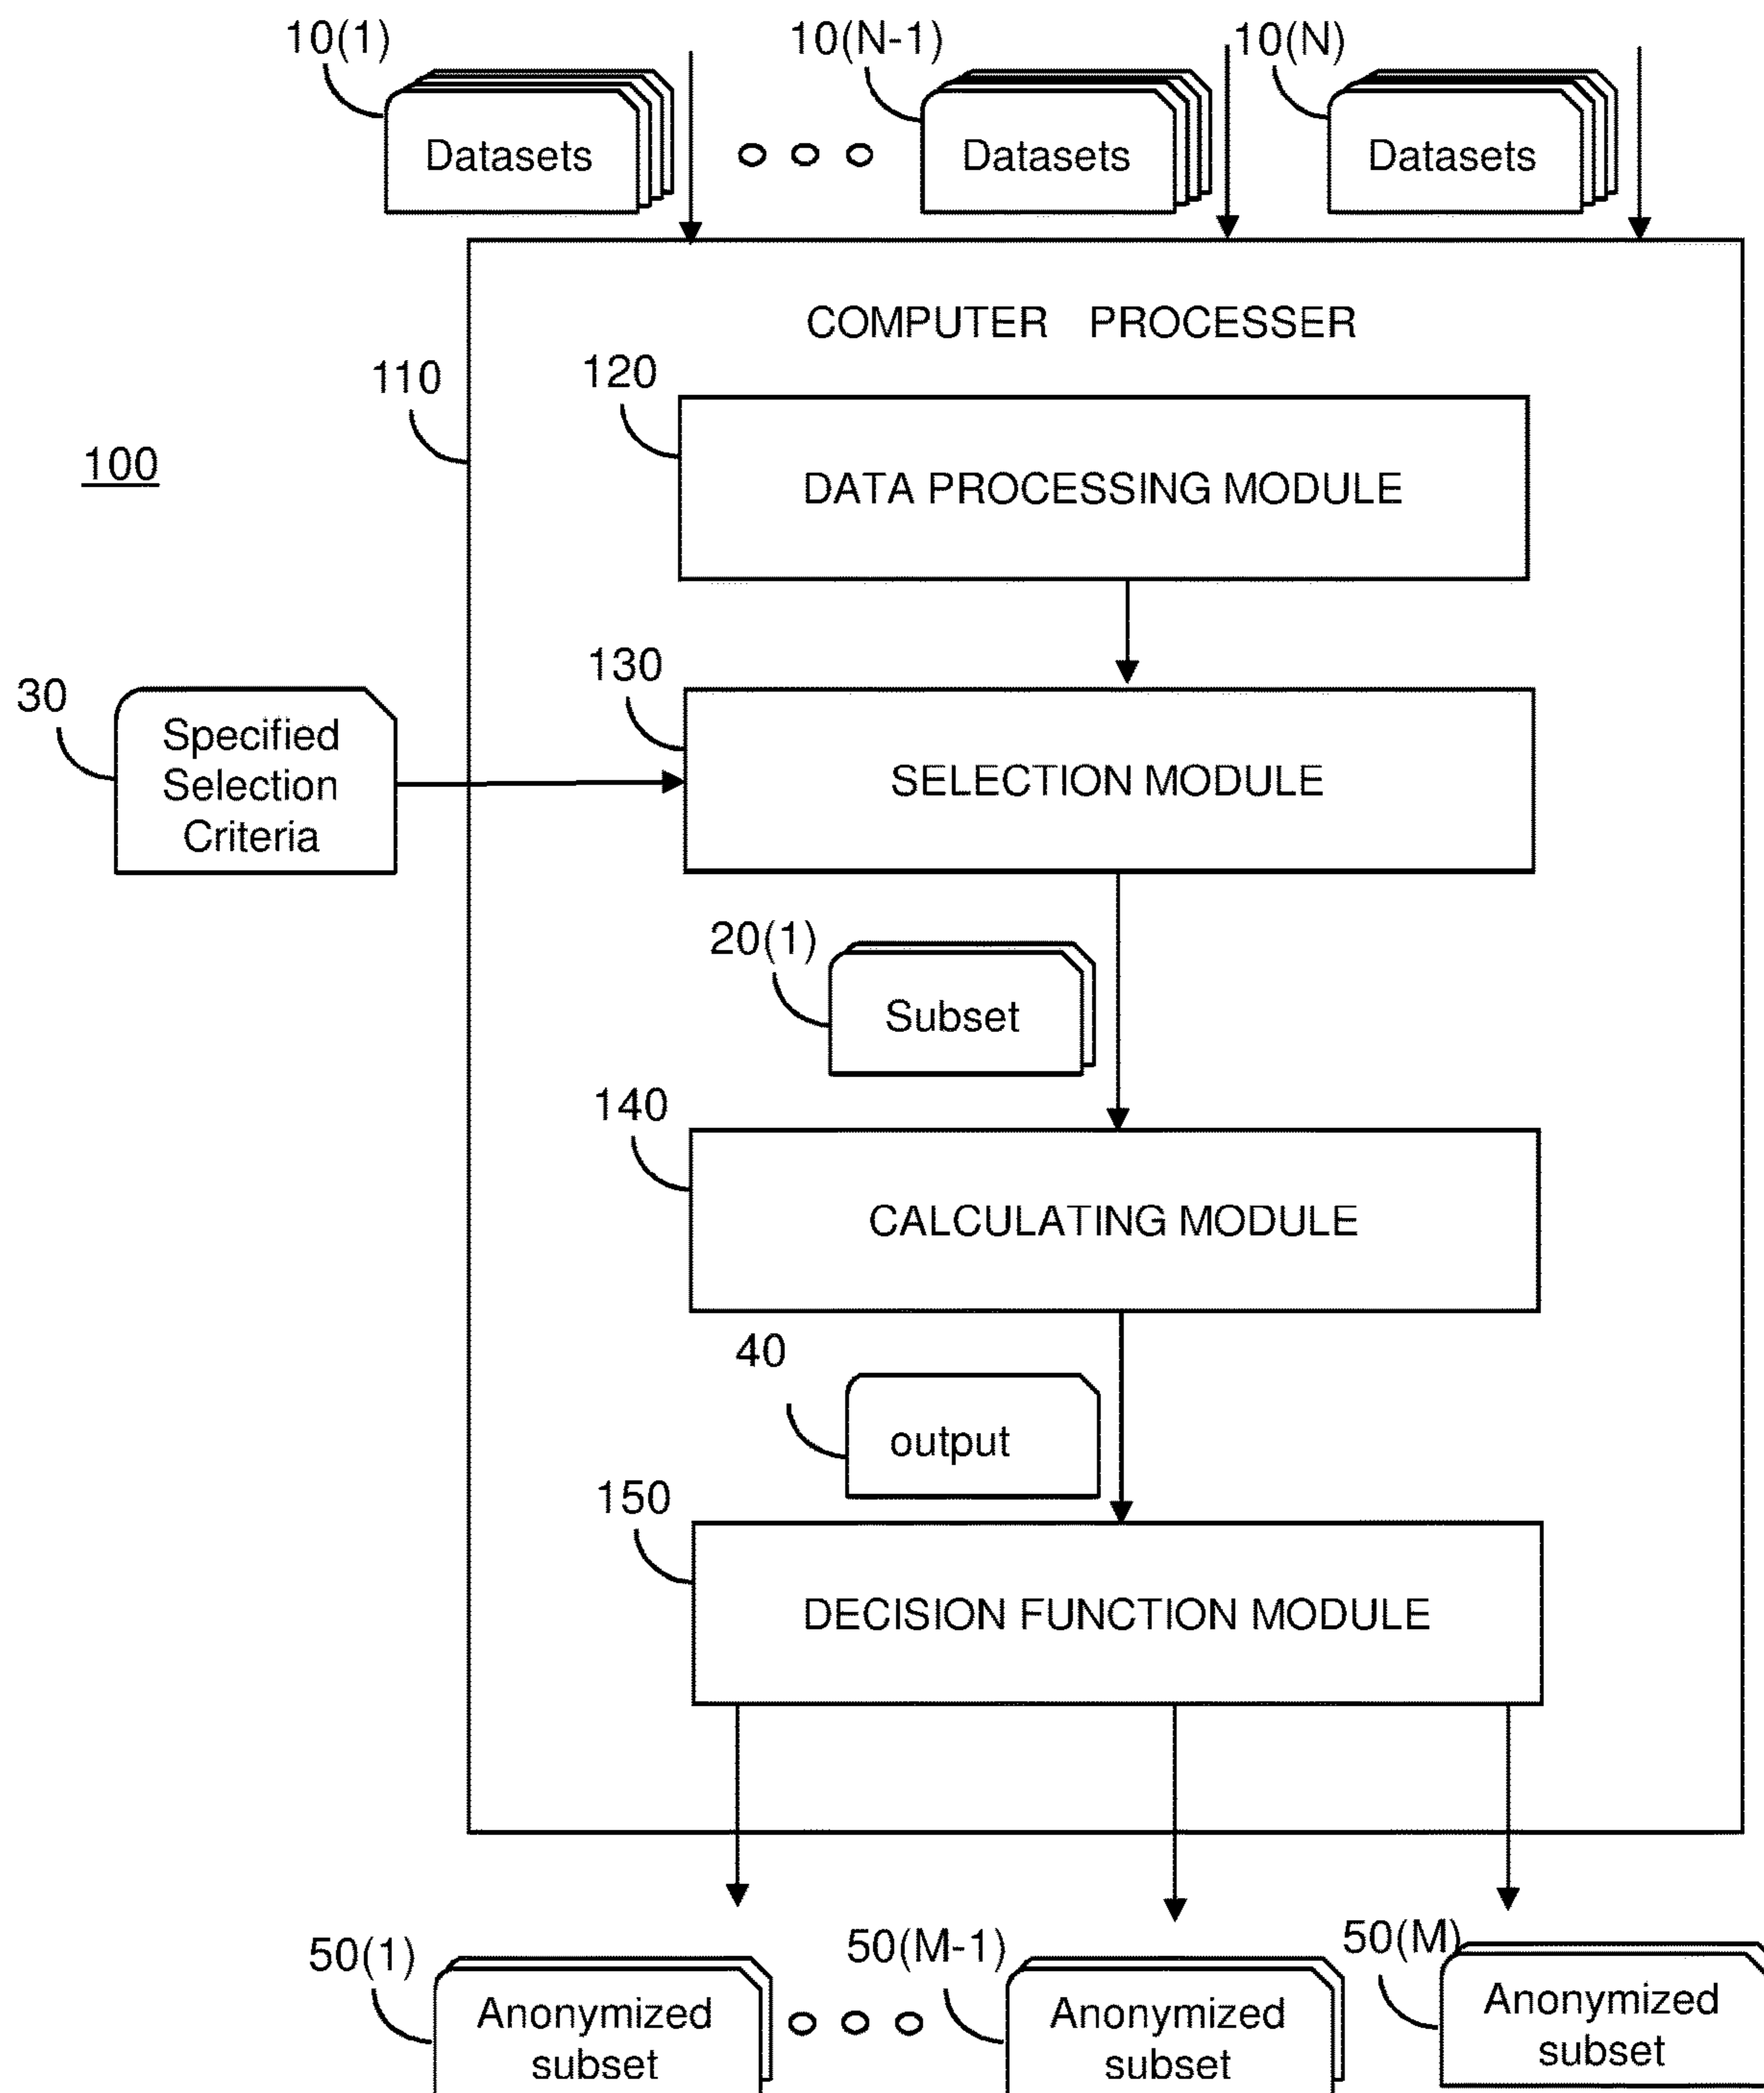 10(1)
10(N-1)
10(N)
Datasets
Datasets
Datasets
COMPUTER PROCESSER
110
120
100
DATA PROCESSING MODULE
130
30
Specified
Selection
Criteria
SELECTION MODULE
20(1)
Subset
140
CALCULATING MODULE
40
output
150
DECISION FUNCTION MODULE
50(1)
50(M-1)
50(M)
Anonymized
subset
Anonymized
subset
Anonymized
subset